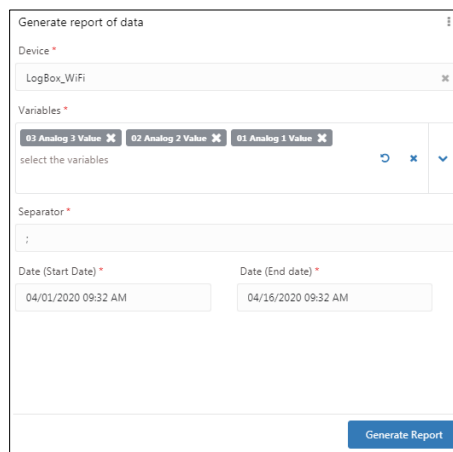 Generate report of data
Device *
LogBox_WiFi
Variables *
03 Analog 3 Value 02 Analog 2 Value 01 Analog 1 Value
select the variables
Separator *
;
Date (Start Date) * Date (End date) *
04/01/2020 09:32 AM 04/16/2020 09:32 AM
Generate Report